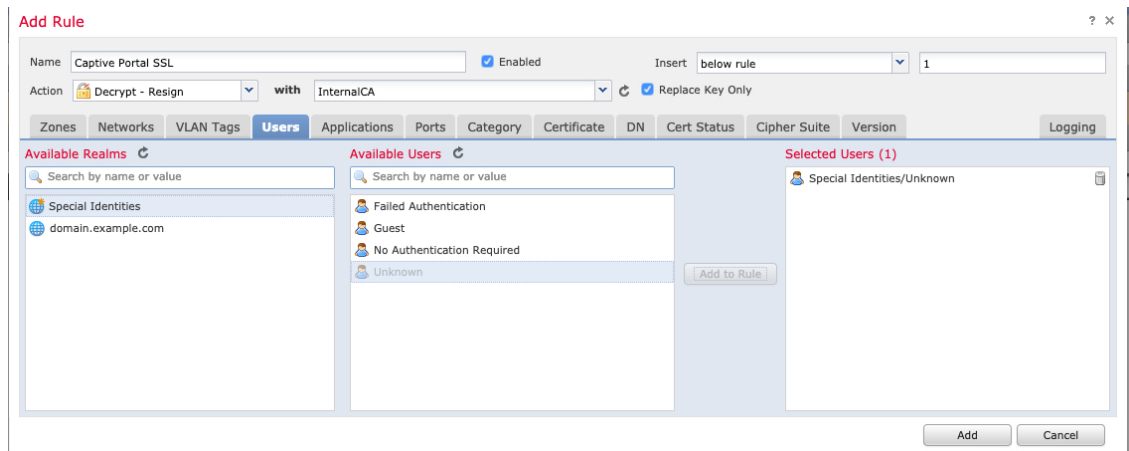 Add Rule ? ×
Name Captive Portal SSL Enabled Insert below rule 1
Action Decrypt - Resign with InternalCA Replace Key Only
Zones Networks VLAN Tags Users Applications Ports Category Certificate DN Cert Status Cipher Suite Version Logging
Available Realms Available Users Selected Users (1)
Search by name or value Search by name or value Special Identities/Unknown
Special Identities Failed Authentication
domain.example.com Guest
No Authentication Required
Unknown Add to Rule
Add Cancel